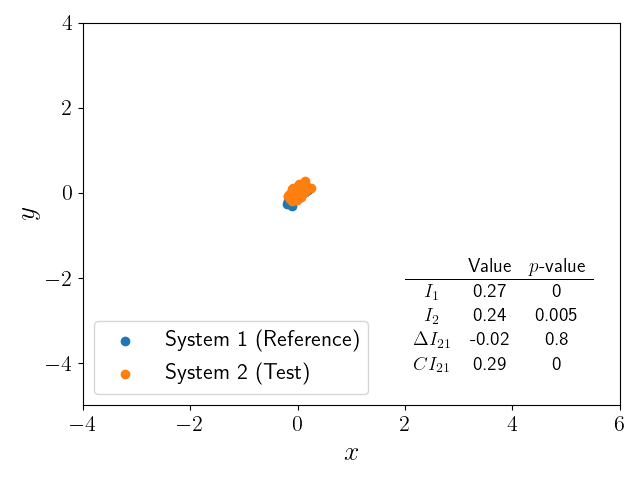 4
2
0
−2
−4
y
Value p-value
I₁ 0.27 0
I₂ 0.24 0.005
ΔI₂₁ -0.02 0.8
CI₂₁ 0.29 0
System 1 (Reference)
System 2 (Test)
−4 −2 0 2 4 6
x